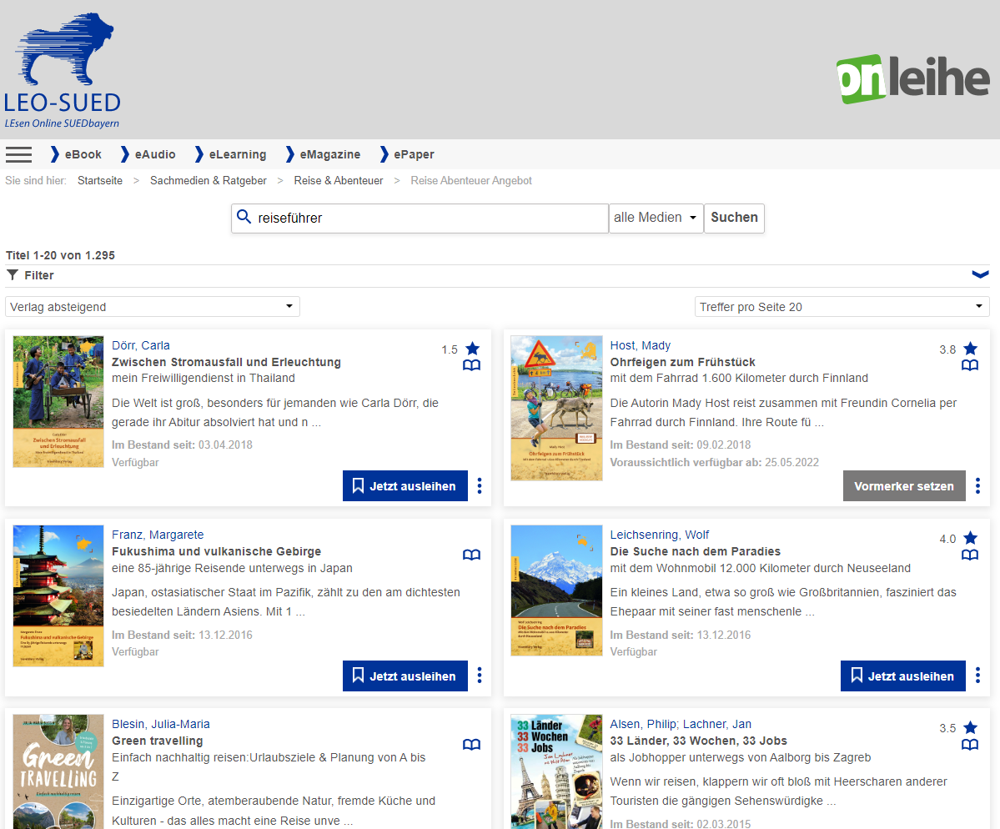 LEO-SUED
LEsen Online SUEDbayern
onleihe
eBook eAudio eLearning eMagazine ePaper
Sie sind hier: Startseite > Sachmedien & Ratgeber > Reise & Abenteuer > Reise Abenteuer Angebot
reiseführer alle Medien Suchen
Titel 1-20 von 1.295
Filter
Verlag absteigend Treffer pro Seite 20
Dörr, Carla 1.5
Zwischen Stromausfall und Erleuchtung
mein Freiwilligendienst in Thailand
Die Welt ist groß, besonders für jemanden wie Carla Dörr, die
gerade ihr Abitur absolviert hat und n ...
Im Bestand seit: 03.04.2018
Verfügbar
Jetzt ausleihen
Zwischen Stromausfall
und Erleuchtung
Host, Mady 3.8
Ohrfeigen zum Frühstück
mit dem Fahrrad 1.600 Kilometer durch Finnland
Die Autorin Mady Host reist zusammen mit Freundin Cornelia per
Fahrrad durch Finnland. Ihre Route fü ...
Im Bestand seit: 09.02.2018
Voraussichtlich verfügbar ab: 25.05.2022
Vormerker setzen
Mady Host
Ohrfeigen zum Frühstück
Franz, Margarete
Fukushima und vulkanische Gebirge
eine 85-jährige Reisende unterwegs in Japan
Japan, ostasiatischer Staat im Pazifik, zählt zu den am dichtesten
besiedelten Ländern Asiens. Mit 1 ...
Im Bestand seit: 13.12.2016
Verfügbar
Jetzt ausleihen
Fukushima und vulkanische Gebirge
Leichsenring, Wolf 4.0
Die Suche nach dem Paradies
mit dem Wohnmobil 12.000 Kilometer durch Neuseeland
Ein kleines Land, etwa so groß wie Großbritannien, fasziniert das
Ehepaar mit seiner fast menschenle ...
Im Bestand seit: 13.12.2016
Verfügbar
Jetzt ausleihen
Die Suche nach dem Paradies
Blesin, Julia-Maria
Green travelling
Einfach nachhaltig reisen:Urlaubsziele & Planung von A bis
Z
Einzigartige Orte, atemberaubende Natur, fremde Küche und
Kulturen - das alles macht eine Reise unve ...
Green
TRAVELLING
Einfach nachhaltig reisen
Alsen, Philip; Lachner, Jan 3.5
33 Länder, 33 Wochen, 33 Jobs
als Jobhopper unterwegs von Aalborg bis Zagreb
Wenn wir reisen, klappern wir oft bloß mit Heerscharen anderer
Touristen die gängigen Sehenswürdigke ...
Im Bestand seit: 02.03.2015
33 Länder
33 Wochen
33 Jobs
Jan Lachner